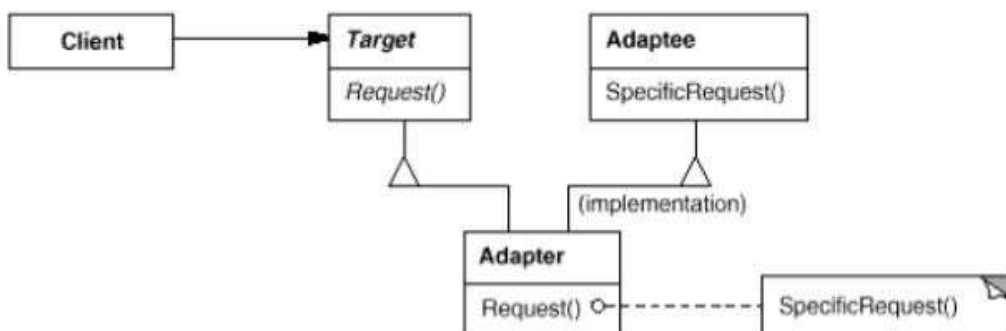 Client
Target
Request()
Adaptee
SpecificRequest()
(implementation)
Adapter
Request()
SpecificRequest()